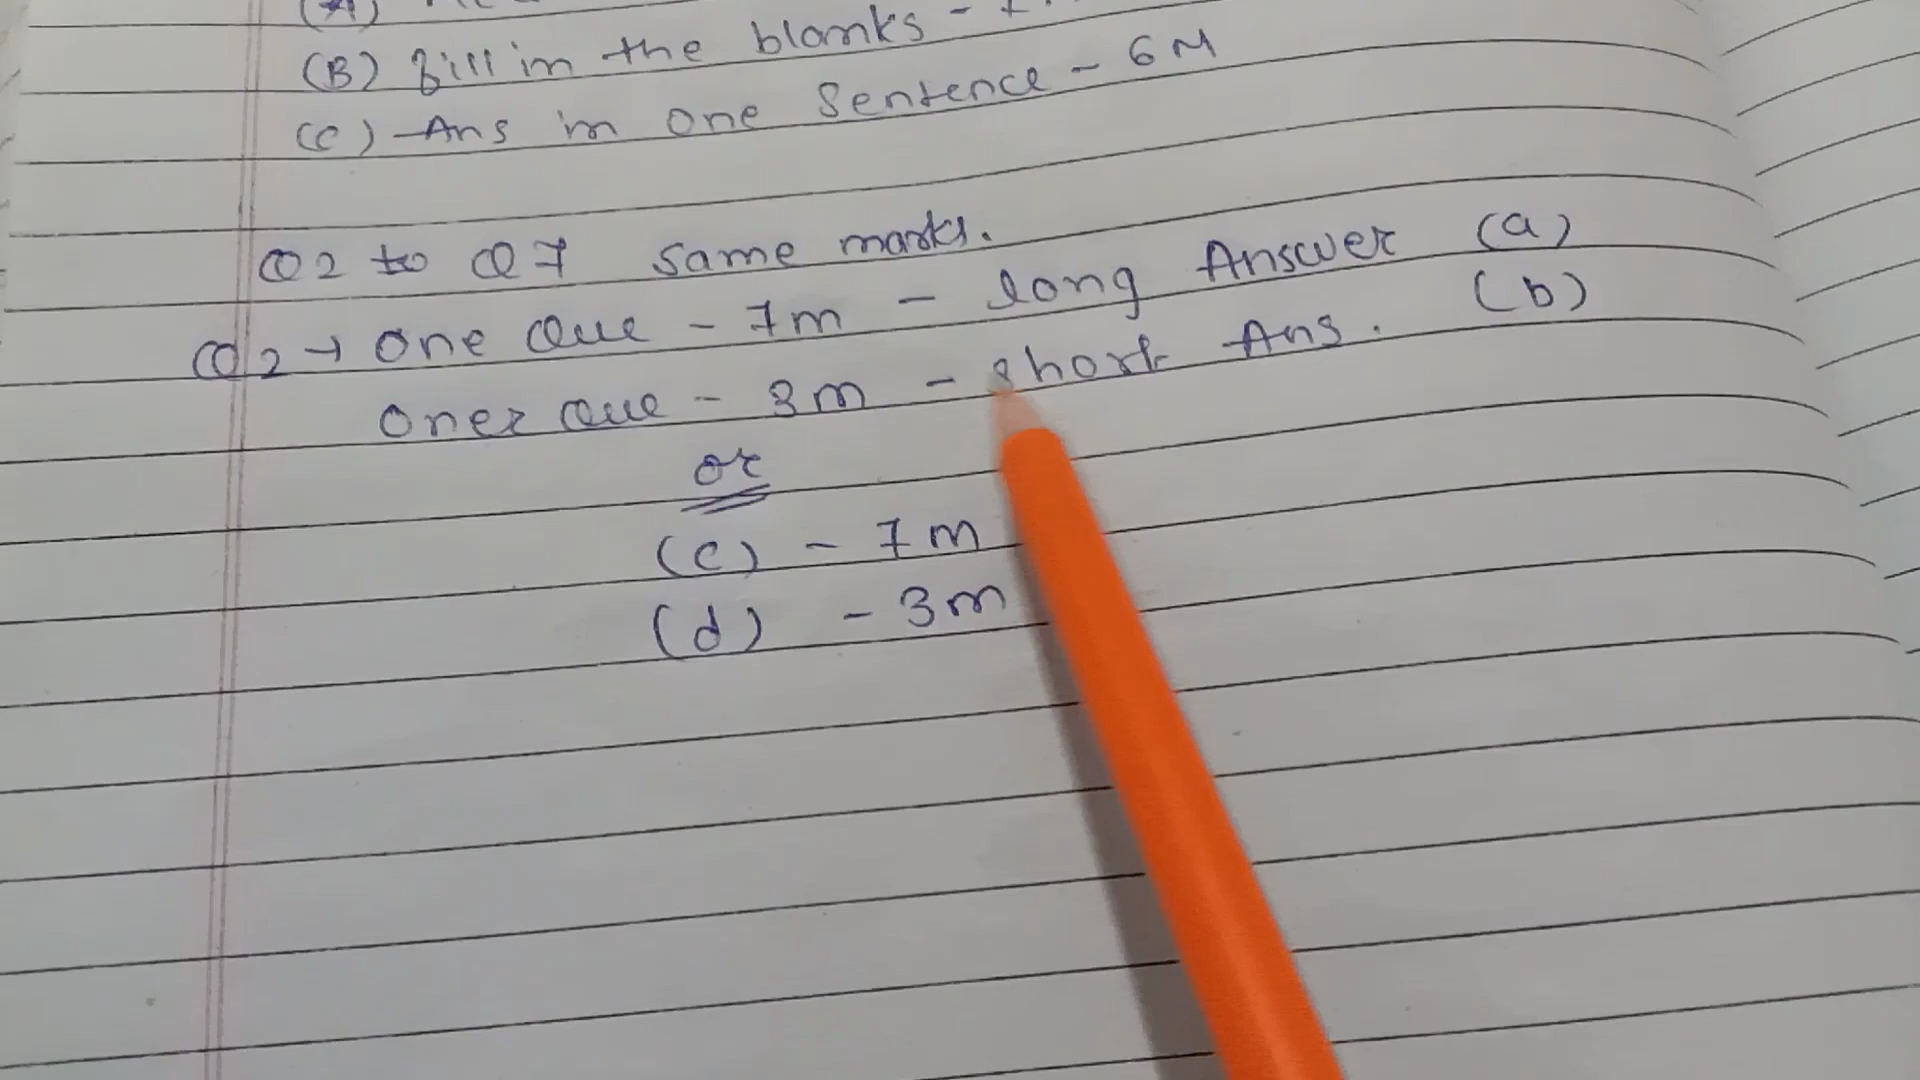 (A)
(B) fill in the blanks -
(c) Ans in one Sentence - 6M
Q2 to Q7 same marks.
Q2 → One Que - 7m - long Answer (a)
One Que - 3m - short Ans. (b)
or
(c) - 7m
(d) - 3m